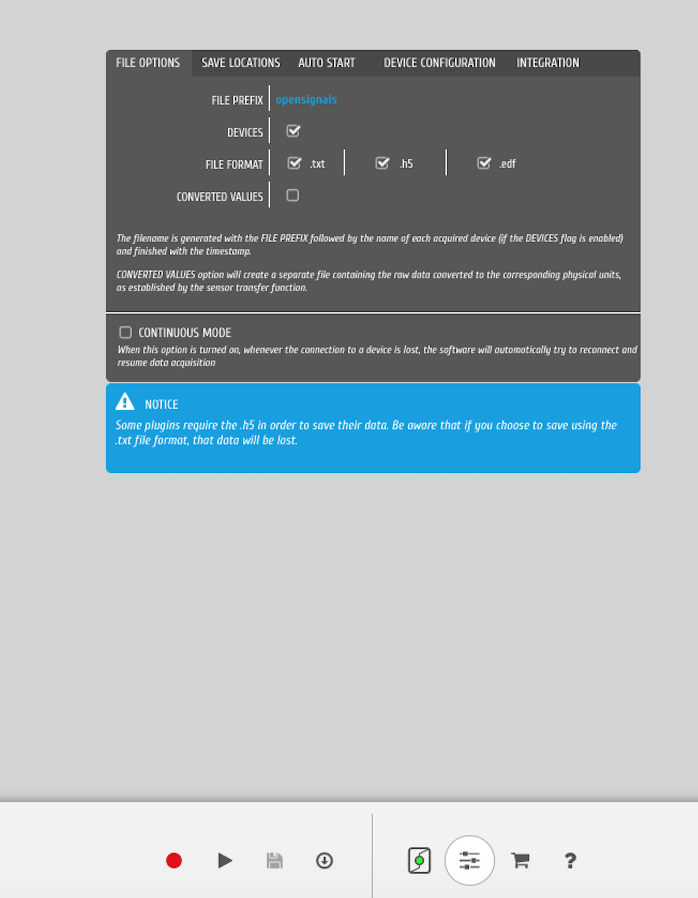 FILE OPTIONS SAVE LOCATIONS AUTO START DEVICE CONFIGURATION INTEGRATION
FILE PREFIX opensignals
DEVICES
FILE FORMAT .txt .h5 .edf
CONVERTED VALUES
The filename is generated with the FILE PREFIX followed by the name of each acquired device (if the DEVICES flag is enabled)
and finished with the timestamp.
CONVERTED VALUES option will create a separate file containing the raw data converted to the corresponding physical units,
as established by the sensor transfer function.
CONTINUOUS MODE
When this option is turned on, whenever the connection to a device is lost, the software will automatically try to reconnect and
resume data acquisition
NOTICE
Some plugins require the .h5 in order to save their data. Be aware that if you choose to save using the
.txt file format, that data will be lost.
?